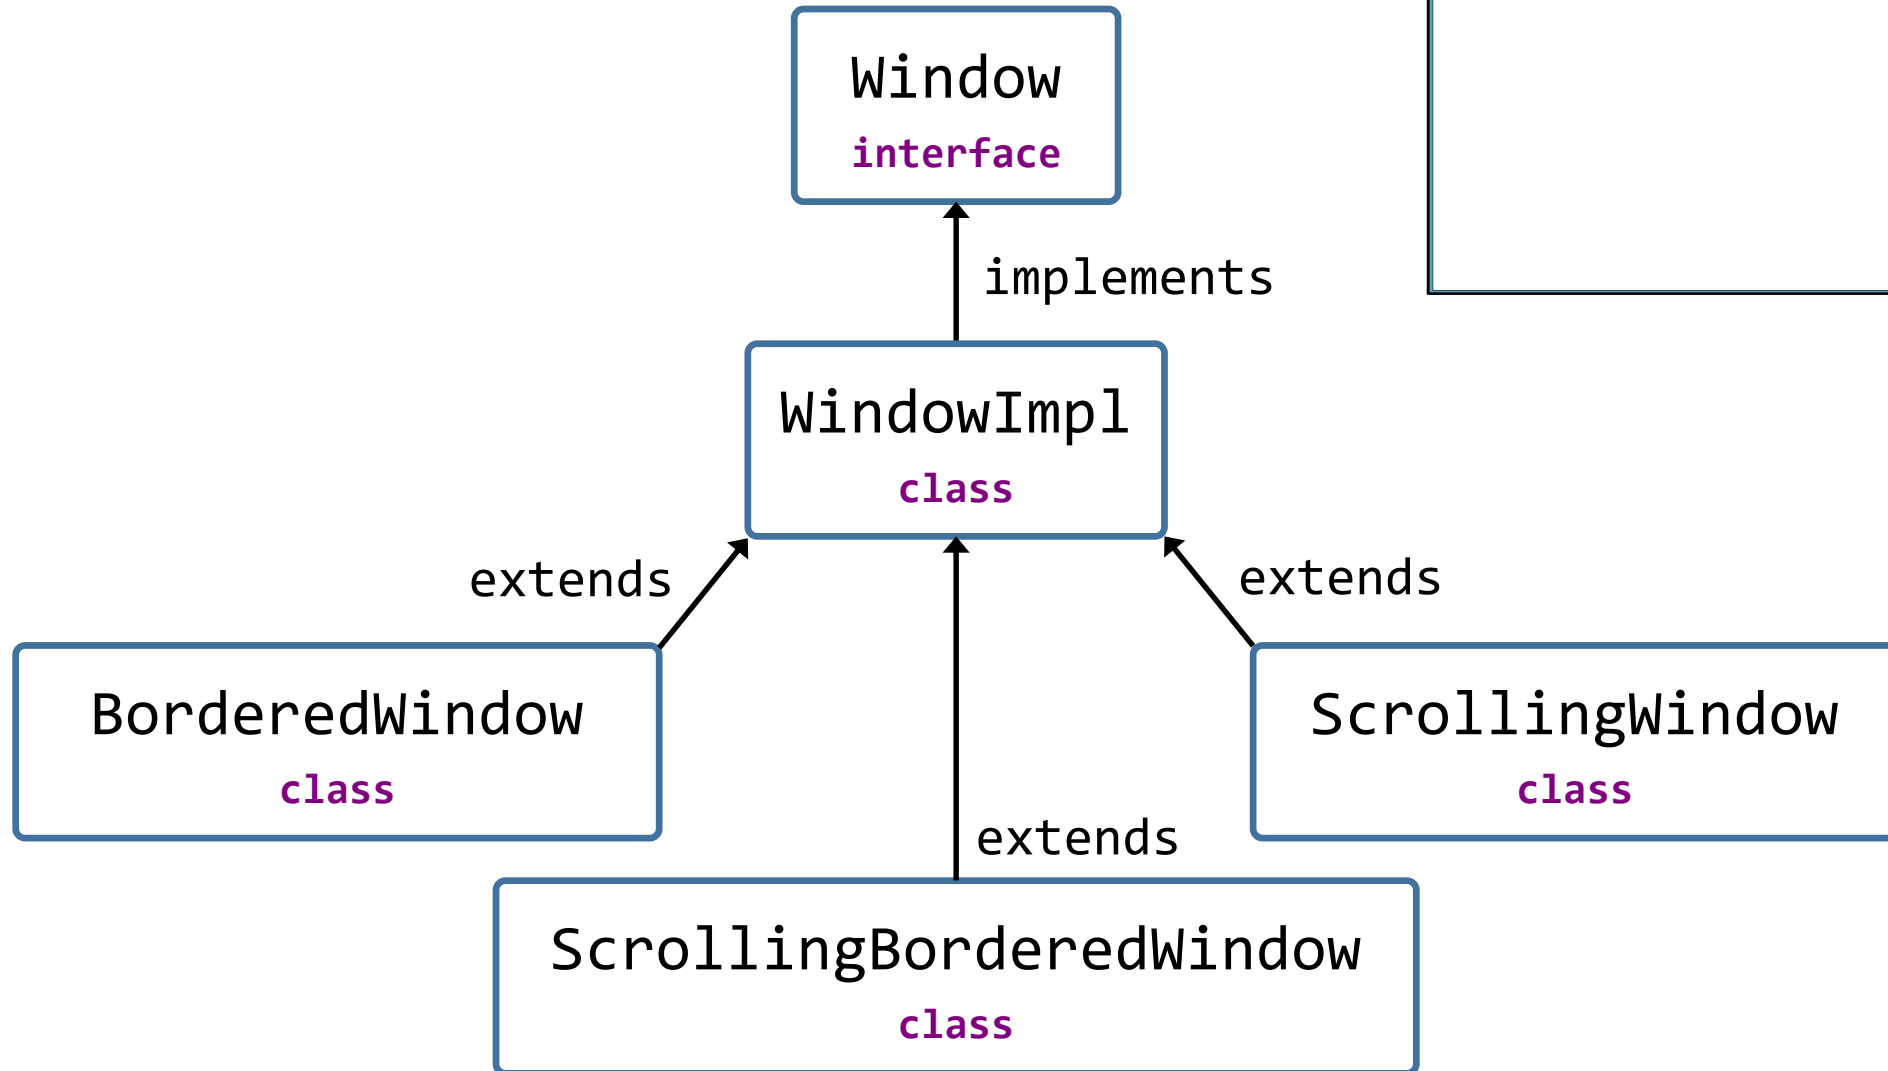 Window
interface
implements
WindowImpl
class
extends
extends
BorderedWindow
class
ScrollingWindow
class
extends
ScrollingBorderedWindow
class